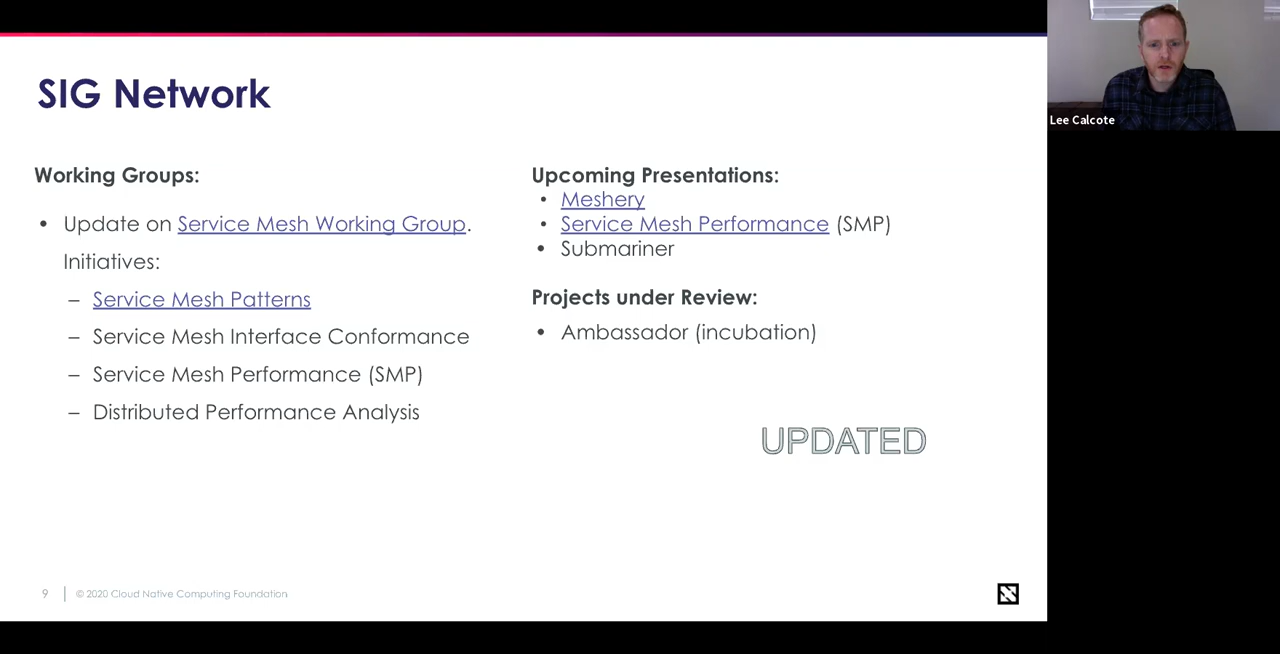 SIG Network
Working Groups:
• Update on Service Mesh Working Group.
Initiatives:
– Service Mesh Patterns
– Service Mesh Interface Conformance
– Service Mesh Performance (SMP)
– Distributed Performance Analysis
Upcoming Presentations:
• Meshery
• Service Mesh Performance (SMP)
• Submariner
Projects under Review:
• Ambassador (incubation)
UPDATED
9
© 2020 Cloud Native Computing Foundation
Lee Calcote